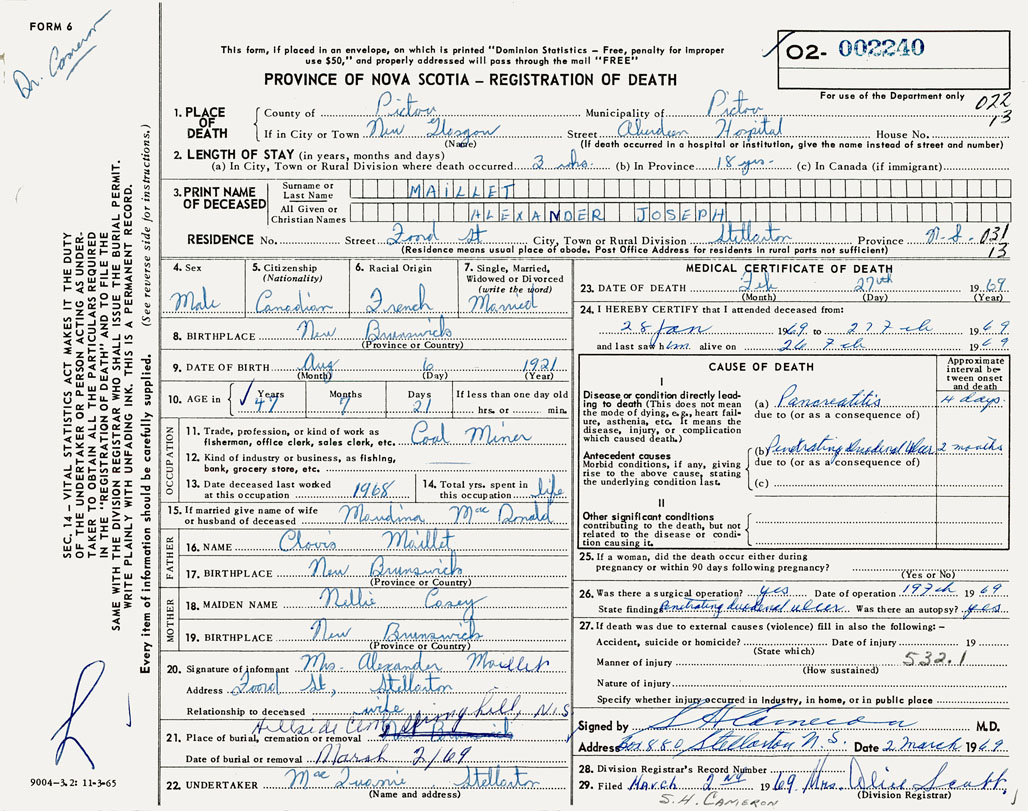 FORM 6
Dr. Cameron
This form, if placed in an envelope, on which is printed "Dominion Statistics – Free, penalty for improper
use $50," and properly addressed will pass through the mail "FREE"
PROVINCE OF NOVA SCOTIA – REGISTRATION OF DEATH
02- 002240
For use of the Department only
022
13
1. PLACE OF DEATH County of Pictou Municipality of Pictou
If in City or Town New Glasgow Street Aberdeen Hospital House No.
(Name) (If death occurred in a hospital or institution, give the name instead of street and number)
2. LENGTH OF STAY (in years, months and days)
(a) In City, Town or Rural Division where death occurred 3 wks. (b) In Province 18 yrs. (c) In Canada (if immigrant)
3. PRINT NAME OF DECEASED
Surname or Last Name MAILLET
All Given or Christian Names ALEXANDER JOSEPH
RESIDENCE No. Street Foord St City, Town or Rural Division Stellarton Province N.S. 031
13
(Residence means usual place of abode. Post Office Address for residents in rural parts not sufficient)
4. Sex Male
5. Citizenship (Nationality) Canadian
6. Racial Origin French
7. Single, Married, Widowed or Divorced (write the word) Married
8. BIRTHPLACE New Brunswick
(Province or Country)
9. DATE OF BIRTH Aug 6 1921
(Month) (Day) (Year)
10. AGE in Years 47 Months 7 Days 21 If less than one day old hrs. or min.
OCCUPATION
11. Trade, profession, or kind of work as fisherman, office clerk, sales clerk, etc. Coal Miner
12. Kind of industry or business, as fishing, bank, grocery store, etc.
13. Date deceased last worked at this occupation 1968
14. Total yrs. spent in this occupation life
15. If married give name of wife or husband of deceased Maudina MacDonald
FATHER
16. NAME Clovis Maillet
17. BIRTHPLACE New Brunswick
(Province or Country)
MOTHER
18. MAIDEN NAME Nellie Casey
19. BIRTHPLACE New Brunswick
(Province or Country)
20. Signature of informant Mrs. Alexander Maillet
Address Foord St, Stellarton
Relationship to deceased wife
21. Place of burial, cremation or removal Hillside Cem Springhill, N.S
Date of burial or removal March 2/69
22. UNDERTAKER Stellarton
(Name and address)
MEDICAL CERTIFICATE OF DEATH
23. DATE OF DEATH Feb 27th 1969
(Month) (Day) (Year)
24. I HEREBY CERTIFY that I attended deceased from:
28 Jan 1969 to 27 Feb 1969
and last saw him alive on 26 Feb 1969
CAUSE OF DEATH
Approximate interval between onset and death
I
Disease or condition directly leading to death (This does not mean the mode of dying, e.g., heart failure, asthenia, etc. It means the disease, injury, or complication which caused death.)
(a) Pancreatitis 4 days
due to (or as a consequence of)
Antecedent causes
Morbid conditions, if any, giving rise to the above cause, stating the underlying condition last.
(b) Penetrating Duodenal Ulcer 2 months
due to (or as a consequence of)
(c)
II
Other significant conditions
contributing to the death, but not related to the disease or condition causing it.
25. If a woman, did the death occur either during pregnancy or within 90 days following pregnancy?
(Yes or No)
26. Was there a surgical operation? yes Date of operation 19 Feb 1969
State finding Penetrating duodenal ulcer Was there an autopsy? yes
27. If death was due to external causes (violence) fill in also the following: –
Accident, suicide or homicide? Date of injury 19
(State which)
Manner of injury 532.1
(How sustained)
Nature of injury
Specify whether injury occurred in industry, in home, or in public place
Signed by S H Cameron M.D.
Address Box 880, Stellarton N.S. Date 2 March 1969
28. Division Registrar's Record Number
29. Filed March 2nd 1969 Mrs. Alice Scott
(Division Registrar)
S.H. CAMERON
SEC. 14 – VITAL STATISTICS ACT MAKES IT THE DUTY
OF THE UNDERTAKER OR PERSON ACTING AS UNDER-
TAKER TO OBTAIN ALL THE PARTICULARS REQUIRED
IN THE "REGISTRATION OF DEATH" AND TO FILE THE
SAME WITH THE DIVISION REGISTRAR WHO SHALL ISSUE THE BURIAL PERMIT.
WRITE PLAINLY WITH UNFADING INK. THIS IS A PERMANENT RECORD.
Every item of information should be carefully supplied. (See reverse side for instructions.)
9004-3.2: 11-3-65